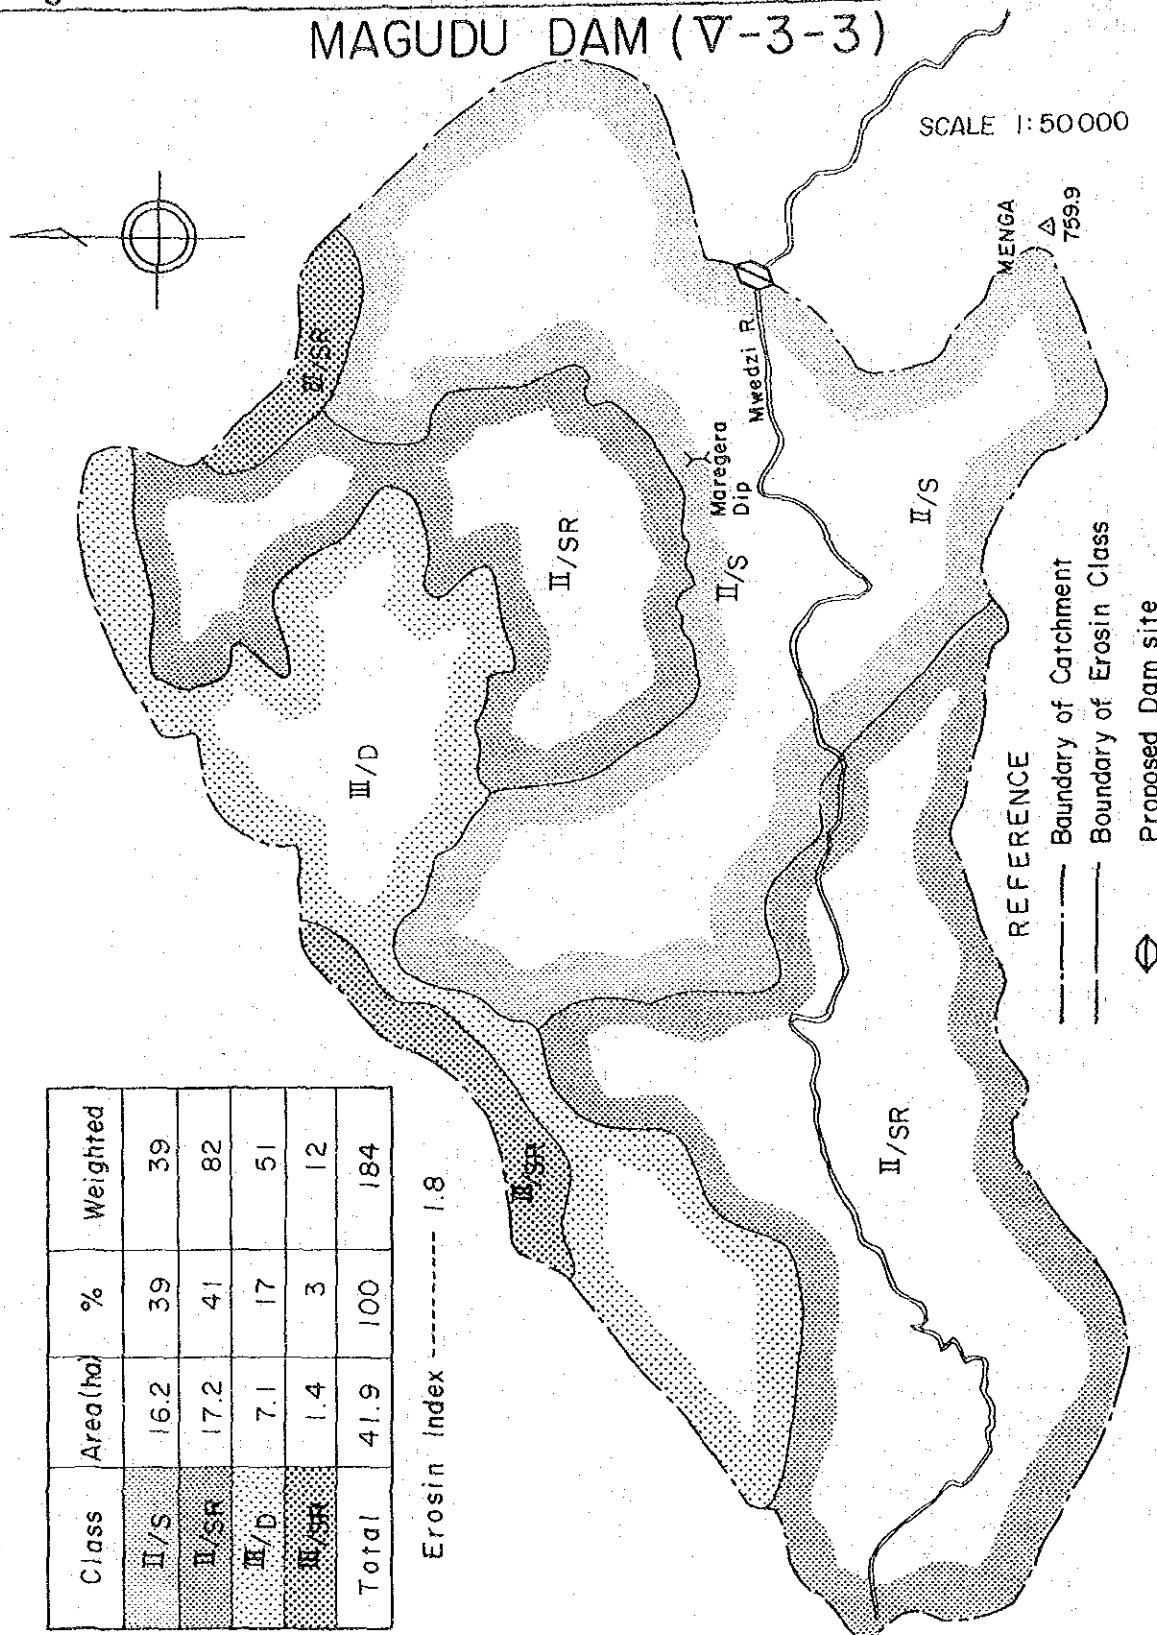 MAGUDU DAM (V-3-3)
SCALE 1:50000
MENGA
759.9
Mwedzi R.
Maregera
Dip
II/S
II/S
II/SR
III/SR
III/D
III/SR
II/SR
REFERENCE
Baundary of Catchment
Boundary of Erosin Class
Proposed Dam site
Class Area(ha) % Weighted
II/S 16.2 39 39
II/SR 17.2 41 82
III/D 7.1 17 51
III/SR 1.4 3 12
Total 41.9 100 184
Erosin Index -------- 1.8